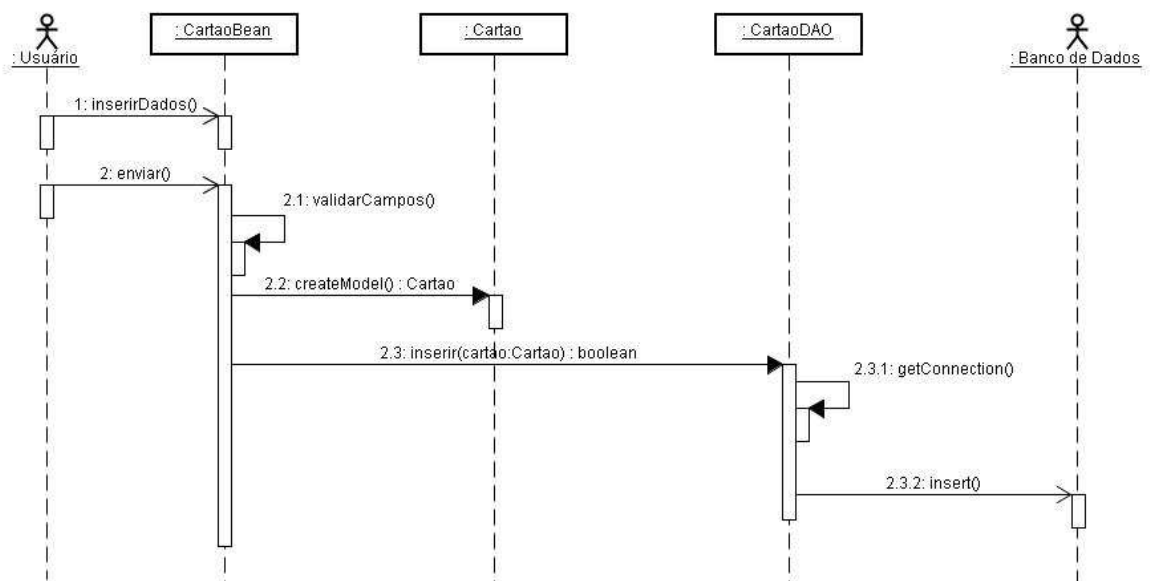 : Usuário
: CartaoBean
: Cartao
: CartaoDAO
: Banco de Dados
1: inserirDados()
2: enviar()
2.1: validarCampos()
2.2: createModel() : Cartao
2.3: inserir(cartao:Cartao) : boolean
2.3.1: getConnection()
2.3.2: insert()